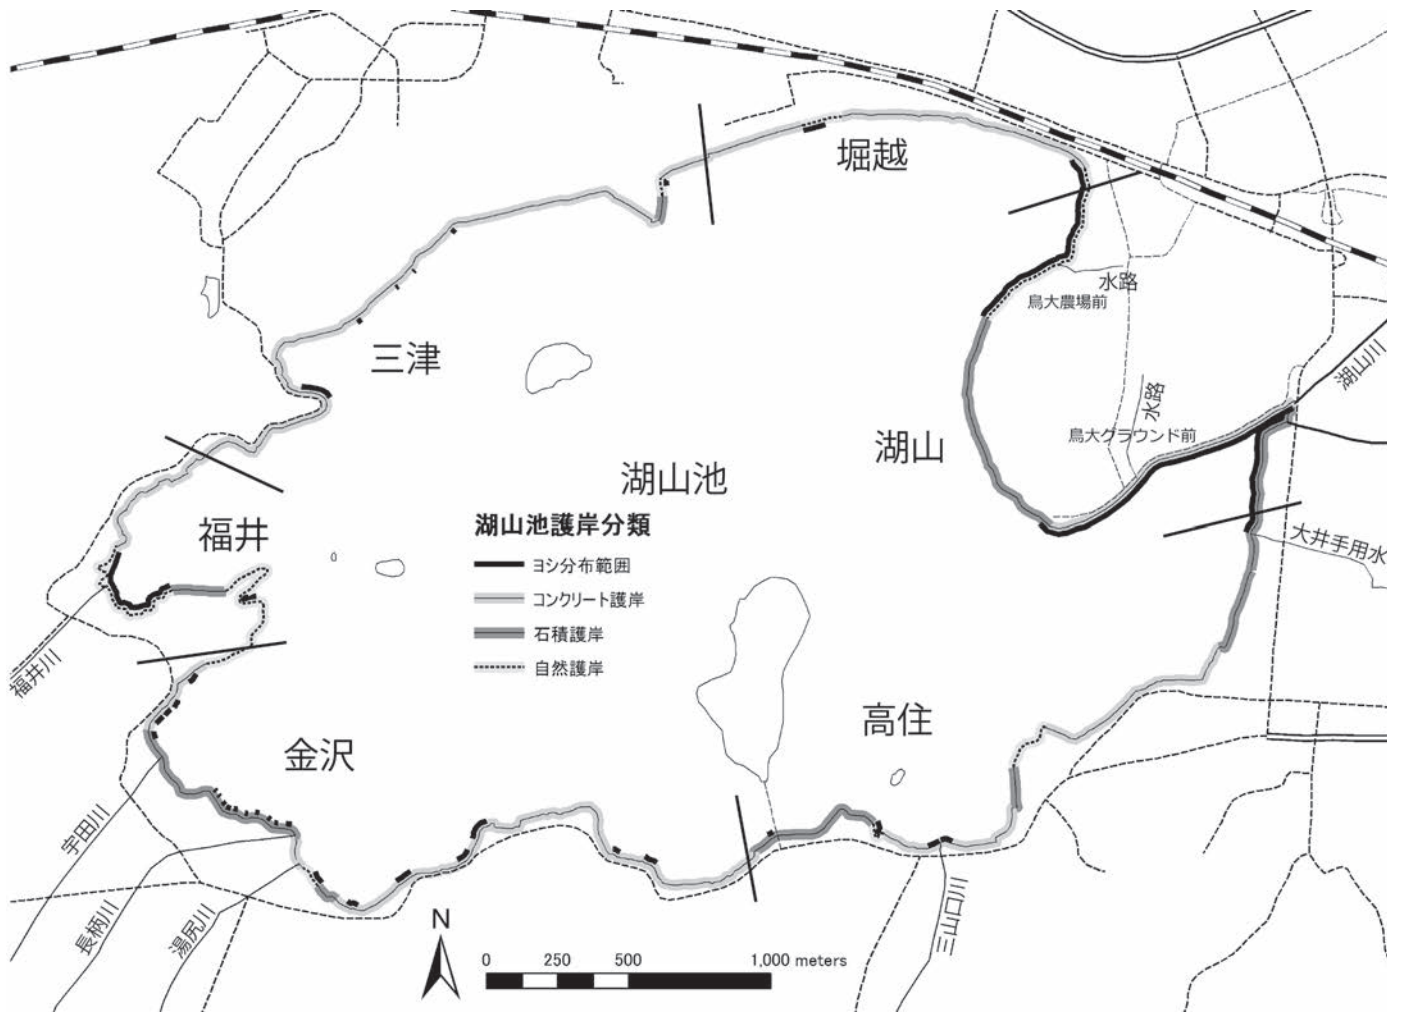 堀越
水路
鳥大農場前
三津
湖山川
水路
鳥大グラウンド前
湖山
湖山池
湖山池護岸分類
ヨシ分布範囲
コンクリート護岸
石積護岸
自然護岸
福井
大井手用水
福井川
高住
金沢
宇田川
長柄川
湯尻川
三山口川
N
0 250 500 1,000 meters